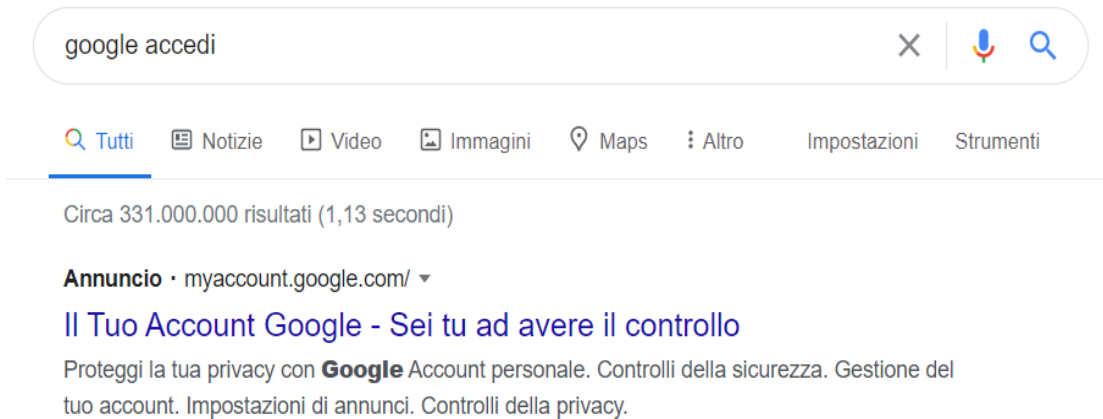 google accedi
Tutti Notizie Video Immagini Maps Altro Impostazioni Strumenti
Circa 331.000.000 risultati (1,13 secondi)
Annuncio · myaccount.google.com/
Il Tuo Account Google - Sei tu ad avere il controllo
Proteggi la tua privacy con Google Account personale. Controlli della sicurezza. Gestione del
tuo account. Impostazioni di annunci. Controlli della privacy.